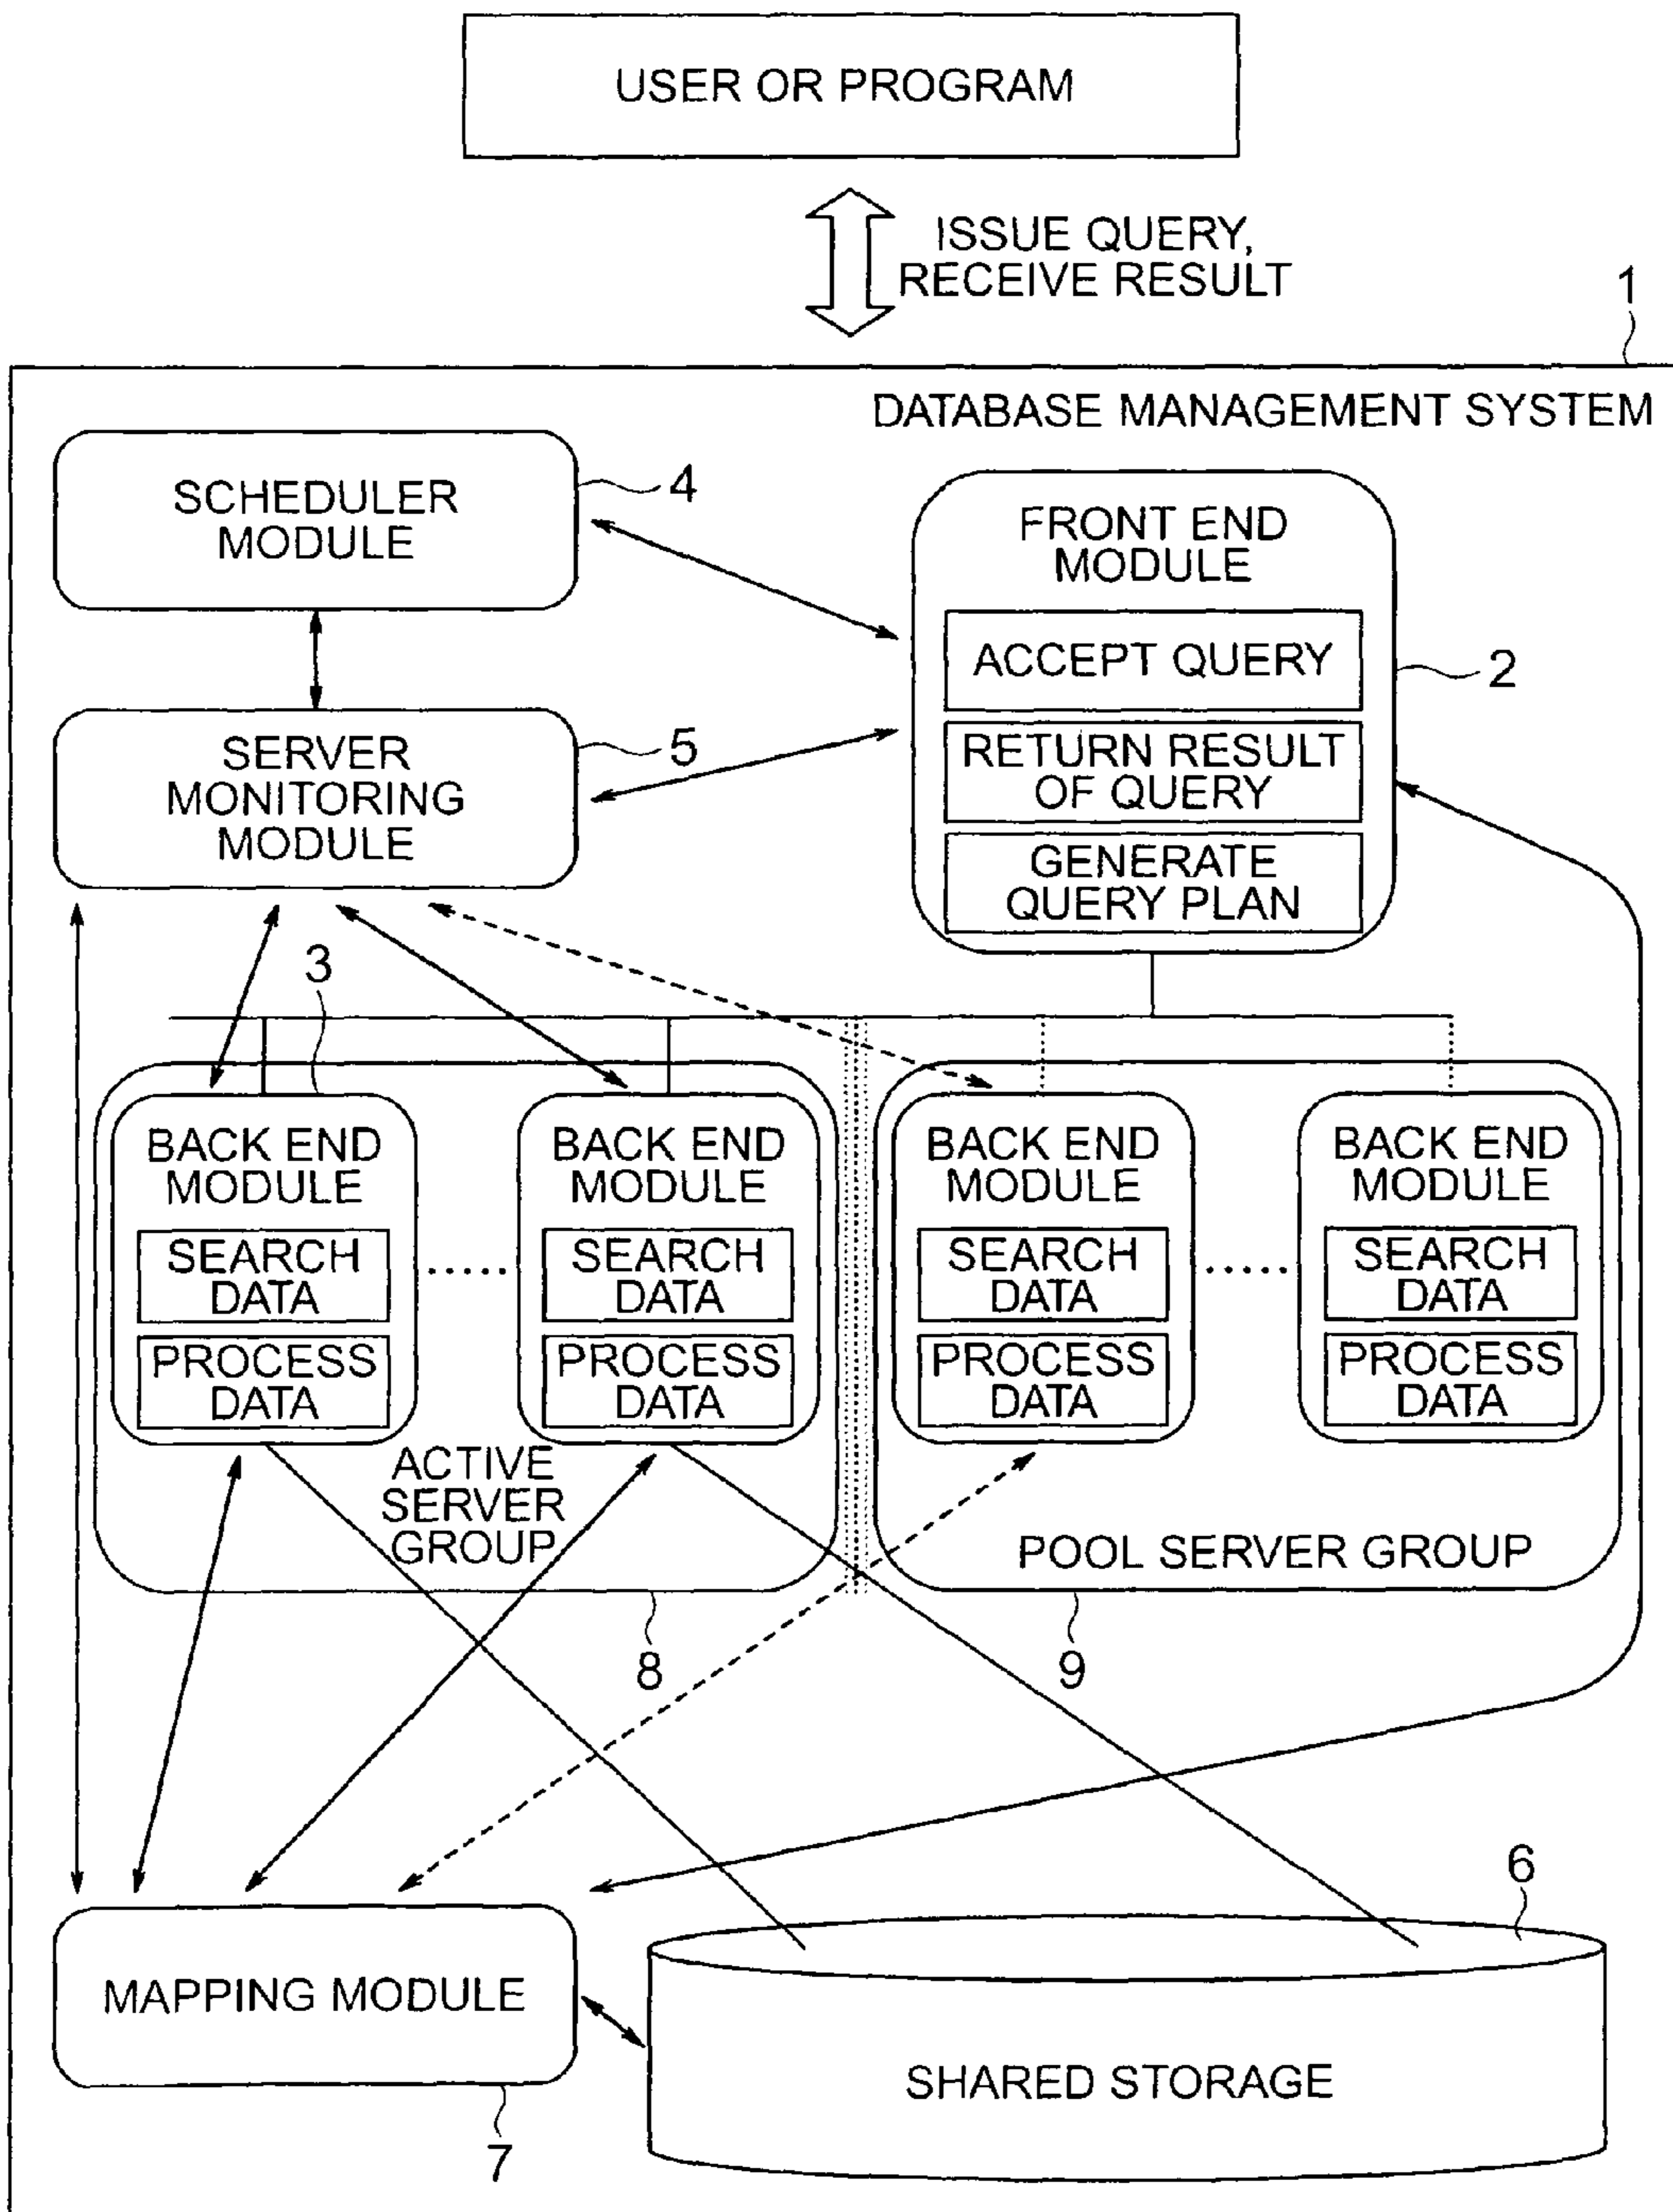 USER OR PROGRAM
ISSUE QUERY,
RECEIVE RESULT
1
DATABASE MANAGEMENT SYSTEM
SCHEDULER
MODULE
4
FRONT END
MODULE
ACCEPT QUERY
2
RETURN RESULT
OF QUERY
GENERATE
QUERY PLAN
SERVER
MONITORING
MODULE
5
3
BACK END
MODULE
SEARCH
DATA
PROCESS
DATA
.....
BACK END
MODULE
SEARCH
DATA
PROCESS
DATA
ACTIVE
SERVER
GROUP
8
BACK END
MODULE
SEARCH
DATA
PROCESS
DATA
.....
BACK END
MODULE
SEARCH
DATA
PROCESS
DATA
POOL SERVER GROUP
9
MAPPING MODULE
7
6
SHARED STORAGE